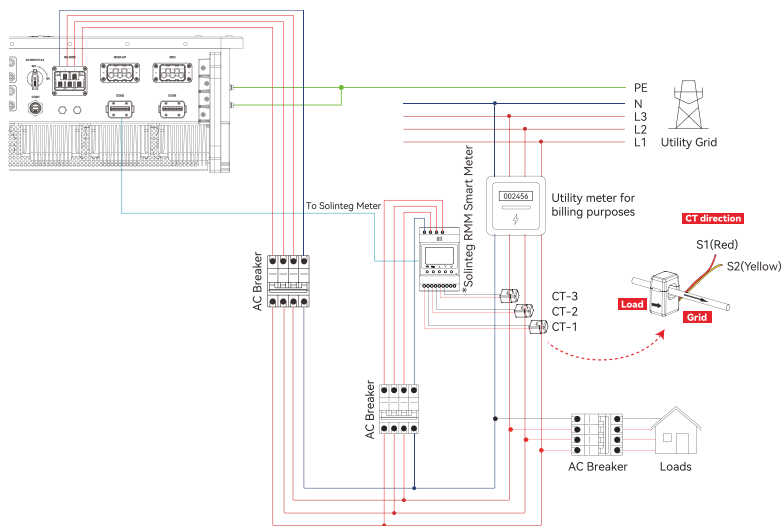 PE
N
L3
L2
L1
Utility Grid
002456
Utility meter for
billing purposes
To Solinteg Meter
*Solinteg RMM Smart Meter
CT direction
S1(Red)
S2(Yellow)
Load
Grid
CT-3
CT-2
CT-1
AC Breaker
AC Breaker
AC Breaker
Loads